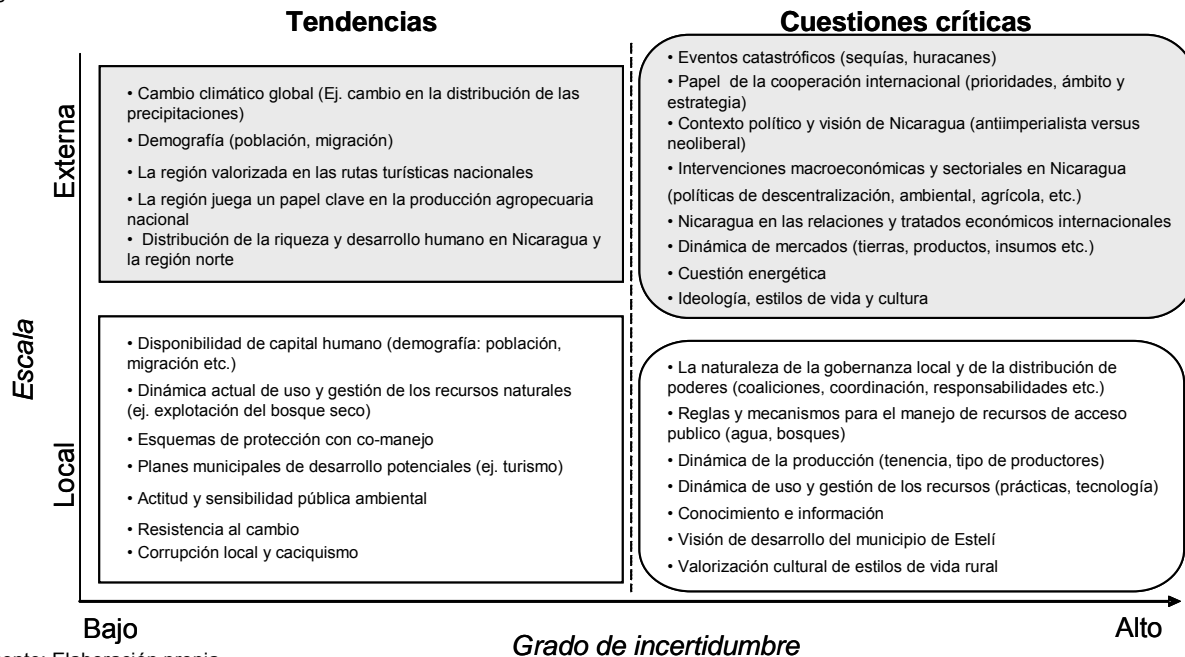 Tendencias
Cuestiones críticas
Externa
• Cambio climático global (Ej. cambio en la distribución de las
precipitaciones)
• Demografía (población, migración)
• La región valorizada en las rutas turísticas nacionales
• La región juega un papel clave en la producción agropecuaria
nacional
• Distribución de la riqueza y desarrollo humano en Nicaragua y
la región norte
• Eventos catastróficos (sequías, huracanes)
• Papel de la cooperación internacional (prioridades, ámbito y
estrategia)
• Contexto político y visión de Nicaragua (antiimperialista versus
neoliberal)
• Intervenciones macroeconómicas y sectoriales en Nicaragua
(políticas de descentralización, ambiental, agrícola, etc.)
• Nicaragua en las relaciones y tratados económicos internacionales
• Dinámica de mercados (tierras, productos, insumos etc.)
• Cuestión energética
• Ideología, estilos de vida y cultura
Escala
Local
• Disponibilidad de capital humano (demografía: población,
migración etc.)
• Dinámica actual de uso y gestión de los recursos naturales
(ej. explotación del bosque seco)
• Esquemas de protección con co-manejo
• Planes municipales de desarrollo potenciales (ej. turismo)
• Actitud y sensibilidad pública ambiental
• Resistencia al cambio
• Corrupción local y caciquismo
• La naturaleza de la gobernanza local y de la distribución de
poderes (coaliciones, coordinación, responsabilidades etc.)
• Reglas y mecanismos para el manejo de recursos de acceso
publico (agua, bosques)
• Dinámica de la producción (tenencia, tipo de productores)
• Dinámica de uso y gestión de los recursos (prácticas, tecnología)
• Conocimiento e información
• Visión de desarrollo del municipio de Estelí
• Valorización cultural de estilos de vida rural
Bajo
Grado de incertidumbre
Alto